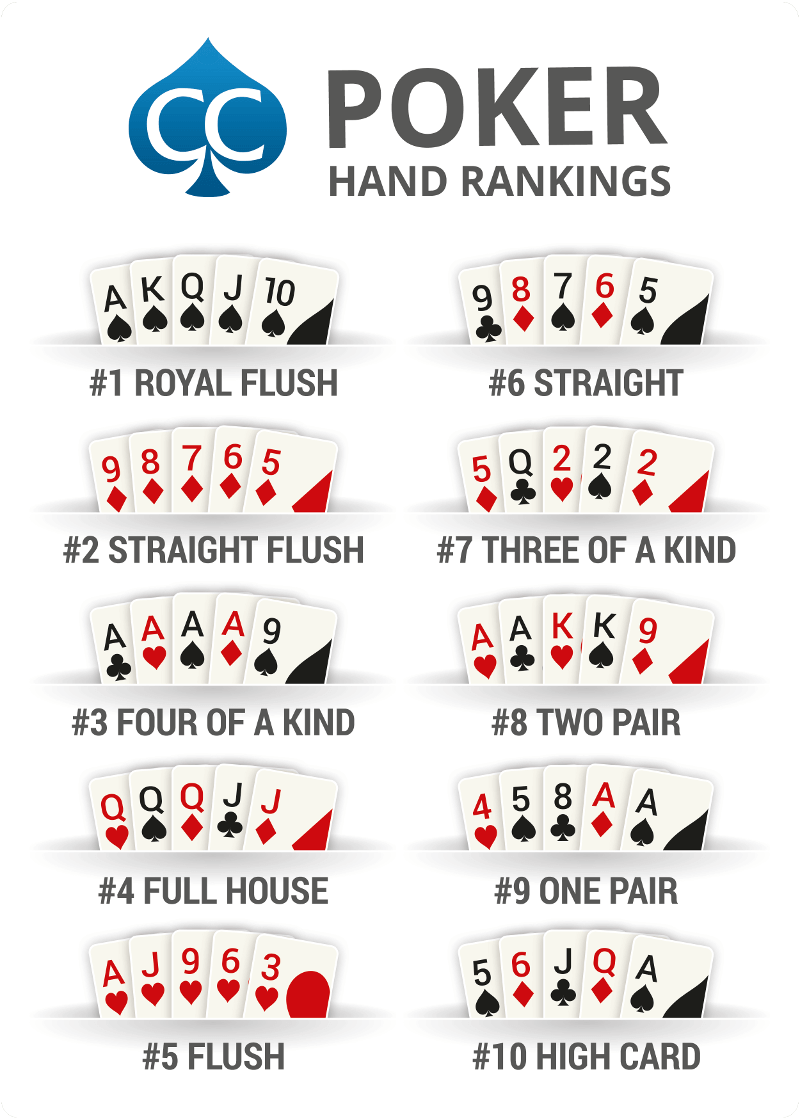 CC
POKER
HAND RANKINGS
A K Q J 10
#1 ROYAL FLUSH
9 8 7 6 5
#2 STRAIGHT FLUSH
A A A A 9
#3 FOUR OF A KIND
Q Q Q J J
#4 FULL HOUSE
A J 9 6 3
#5 FLUSH
9 8 7 6 5
#6 STRAIGHT
5 Q 2 2 2
#7 THREE OF A KIND
A A K K 9
#8 TWO PAIR
4 5 8 A A
#9 ONE PAIR
5 6 J Q A
#10 HIGH CARD